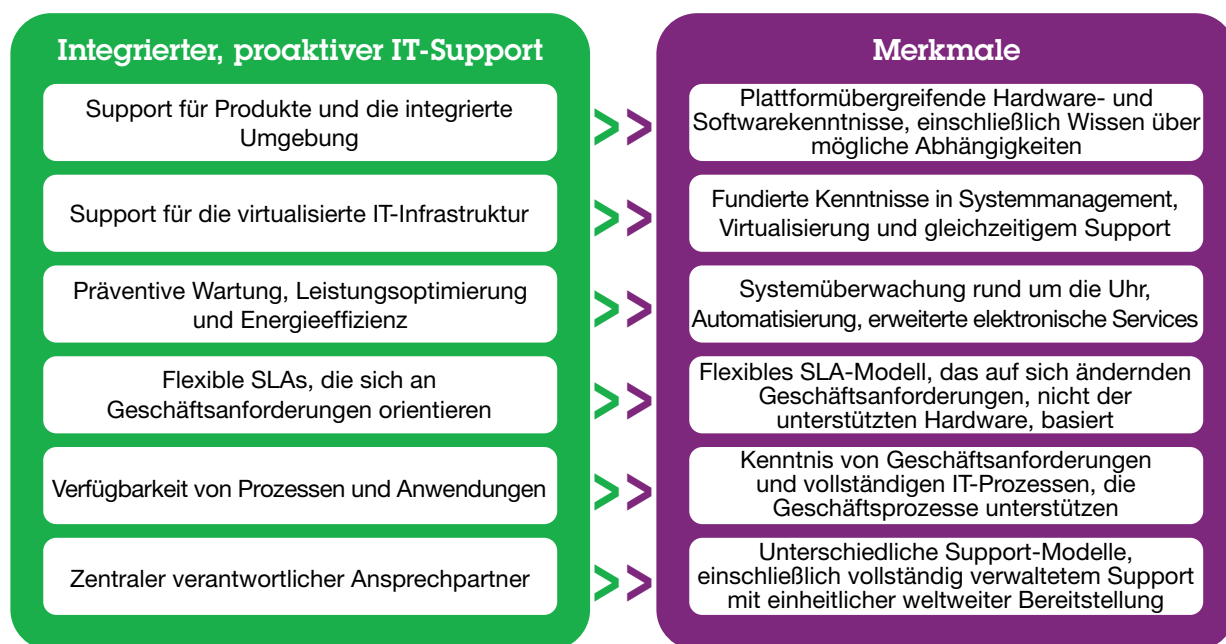 Integrierter, proaktiver IT-Support
Support für Produkte und die integrierte
Umgebung
Support für die virtualisierte IT-Infrastruktur
Präventive Wartung, Leistungsoptimierung
und Energieeffizienz
Flexible SLAs, die sich an
Geschäftsanforderungen orientieren
Verfügbarkeit von Prozessen und Anwendungen
Zentraler verantwortlicher Ansprechpartner
Merkmale
Plattformübergreifende Hardware- und
Softwarekenntnisse, einschließlich Wissen über
mögliche Abhängigkeiten
Fundierte Kenntnisse in Systemmanagement,
Virtualisierung und gleichzeitigem Support
Systemüberwachung rund um die Uhr,
Automatisierung, erweiterte elektronische Services
Flexibles SLA-Modell, das auf sich ändernden
Geschäftsanforderungen, nicht der
unterstützten Hardware, basiert
Kenntnis von Geschäftsanforderungen
und vollständigen IT-Prozessen, die
Geschäftsprozesse unterstützen
Unterschiedliche Support-Modelle,
einschließlich vollständig verwaltetem Support
mit einheitlicher weltweiter Bereitstellung